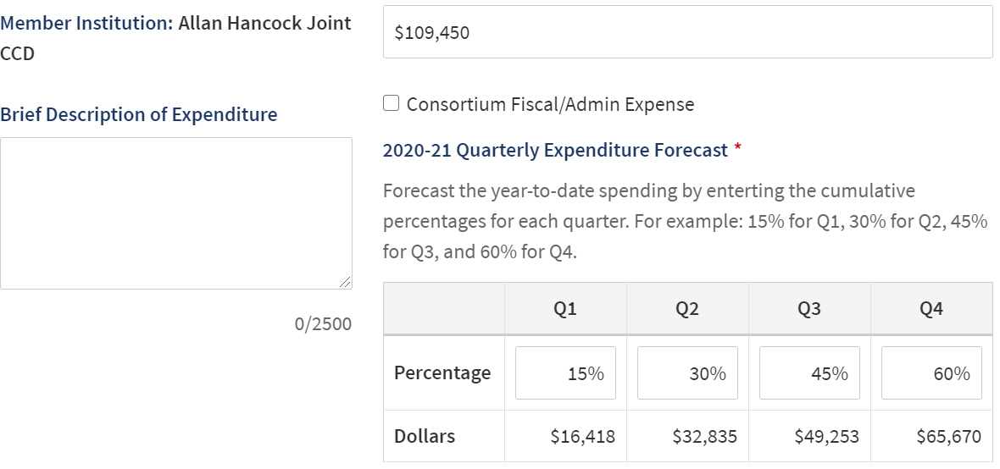 Member Institution: Allan Hancock Joint
CCD
Brief Description of Expenditure
0/2500
$109,450
Consortium Fiscal/Admin Expense
2020-21 Quarterly Expenditure Forecast *
Forecast the year-to-date spending by enterting the cumulative
percentages for each quarter. For example: 15% for Q1, 30% for Q2, 45%
for Q3, and 60% for Q4.
Q1 Q2 Q3 Q4
Percentage 15% 30% 45% 60%
Dollars $16,418 $32,835 $49,253 $65,670